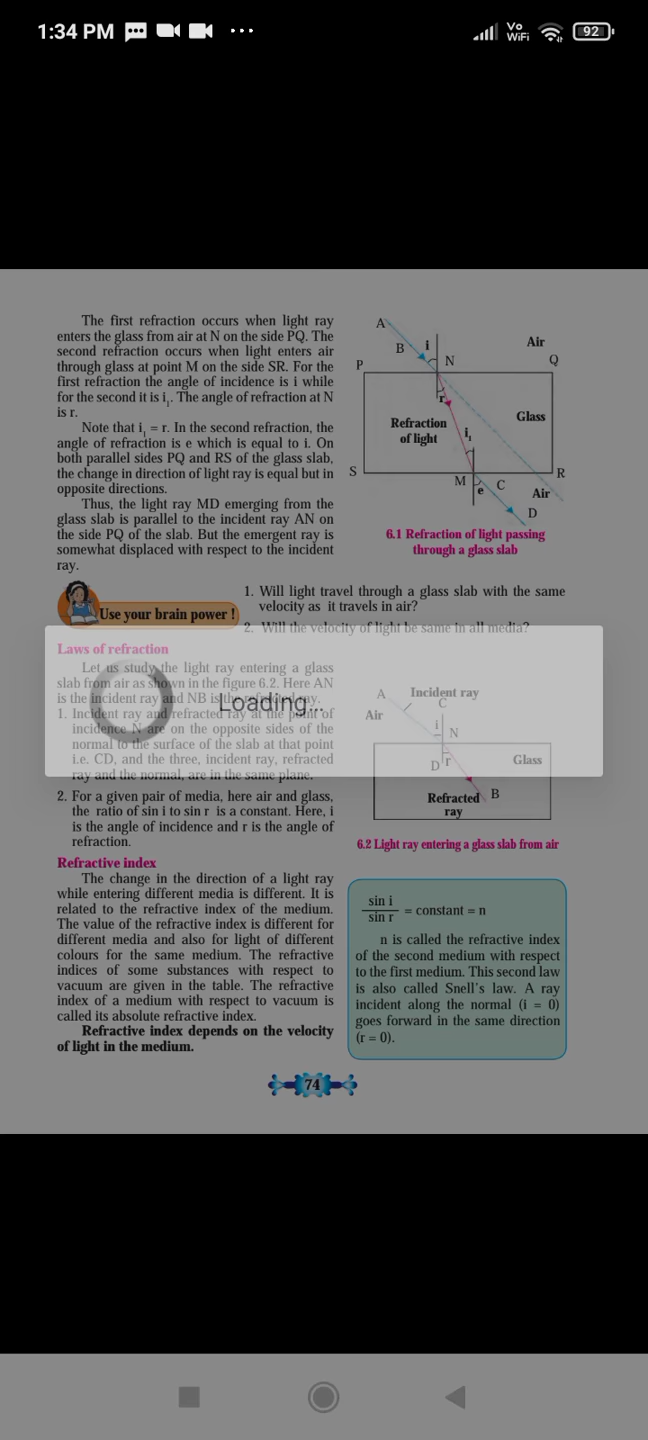 1:34 PM
Vo
WiFi
92
The first refraction occurs when light ray
enters the glass from air at N on the side PQ. The
second refraction occurs when light enters air
through glass at point M on the side SR. For the
first refraction the angle of incidence is i while
for the second it is i₁. The angle of refraction at N
is r.
Note that i₁ = r. In the second refraction, the
angle of refraction is e which is equal to i. On
both parallel sides PQ and RS of the glass slab,
the change in direction of light ray is equal but in
opposite directions.
Thus, the light ray MD emerging from the
glass slab is parallel to the incident ray AN on
the side PQ of the slab. But the emergent ray is
somewhat displaced with respect to the incident
ray.
A
B
i
N
Air
P
Q
r
Refraction
of light
Glass
i₁
S
M
e
C
R
Air
D
6.1 Refraction of light passing
through a glass slab
Use your brain power !
1. Will light travel through a glass slab with the same
velocity as it travels in air?
2. Will the velocity of light be same in all media?
Laws of refraction
Let us study the light ray entering a glass
slab from air as shown in the figure 6.2. Here AN
is the incident ray and NB is the refracted ray.
1. Incident ray and refracted ray at the point of
incidence N are on the opposite sides of the
normal to the surface of the slab at that point
i.e. CD, and the three, incident ray, refracted
ray and the normal, are in the same plane.
Loading...
2. For a given pair of media, here air and glass,
the ratio of sin i to sin r is a constant. Here, i
is the angle of incidence and r is the angle of
refraction.
A
Incident ray
C
Air
i
N
D
r
Glass
Refracted
ray
B
6.2 Light ray entering a glass slab from air
Refractive index
The change in the direction of a light ray
while entering different media is different. It is
related to the refractive index of the medium.
The value of the refractive index is different for
different media and also for light of different
colours for the same medium. The refractive
indices of some substances with respect to
vacuum are given in the table. The refractive
index of a medium with respect to vacuum is
called its absolute refractive index.
Refractive index depends on the velocity
of light in the medium.
sin i
sin r = constant = n
n is called the refractive index
of the second medium with respect
to the first medium. This second law
is also called Snell's law. A ray
incident along the normal (i = 0)
goes forward in the same direction
(r = 0).
74